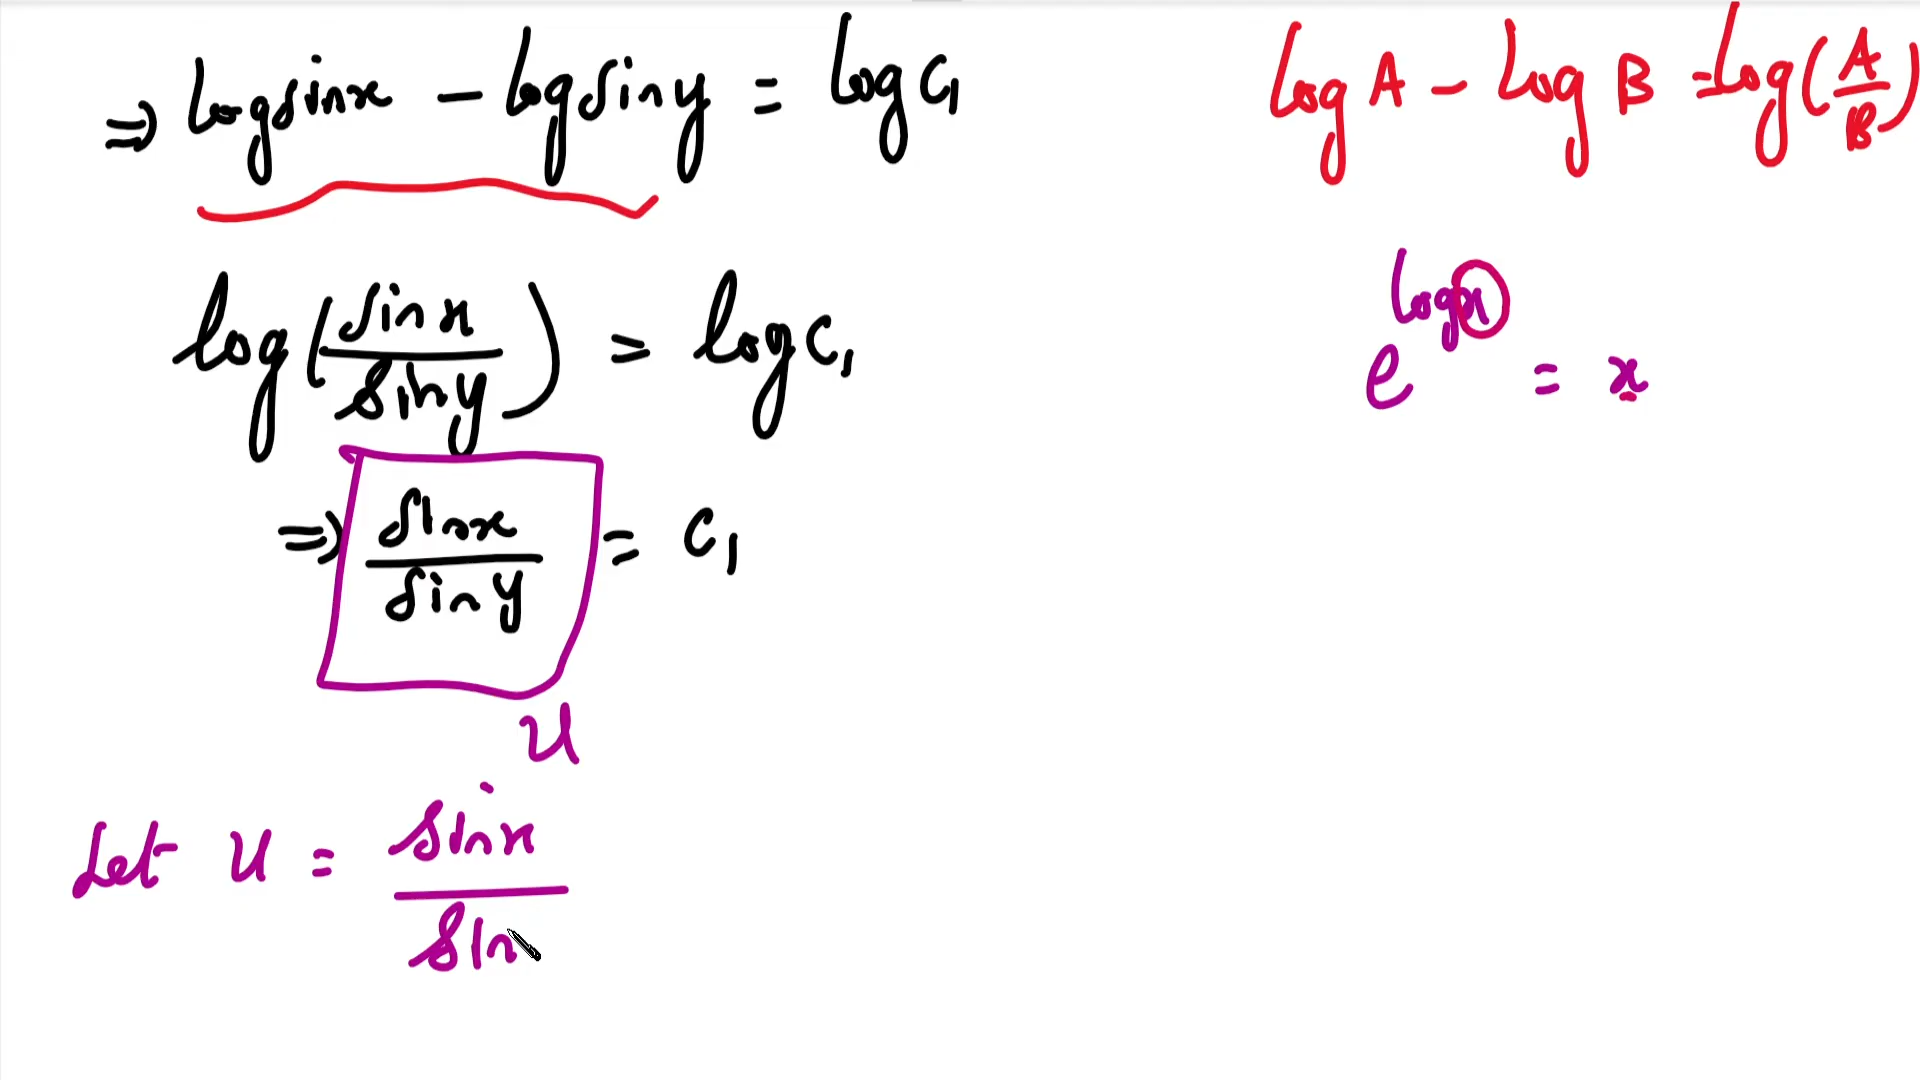 ⇒ log sinx − log siny = log c₁
log A − log B = log(A/B)
log(sinx/siny) = log c₁
e^(logx) = x
⇒ sinx/siny = c₁
u
Let u = sinx/sin